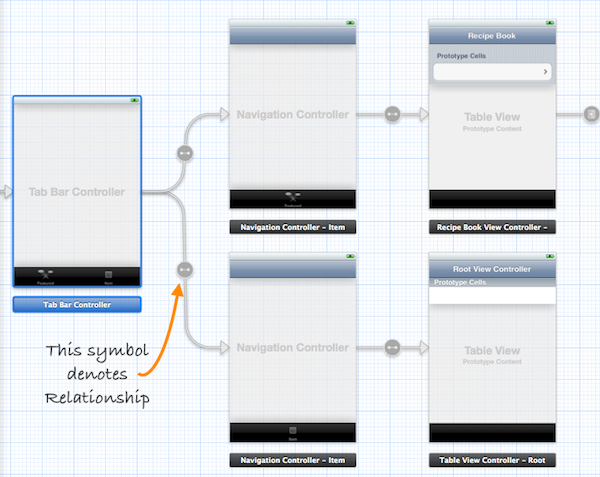 Recipe Book
Prototype Cells
Navigation Controller
Table View
Prototype Content
Tab Bar Controller
Featured
Item
Featured
Navigation Controller - Item
Recipe Book View Controller -
Tab Bar Controller
Root View Controller
Prototype Cells
This symbol
denotes
Relationship
Navigation Controller
Table View
Prototype Content
Item
Navigation Controller - Item
Table View Controller - Root